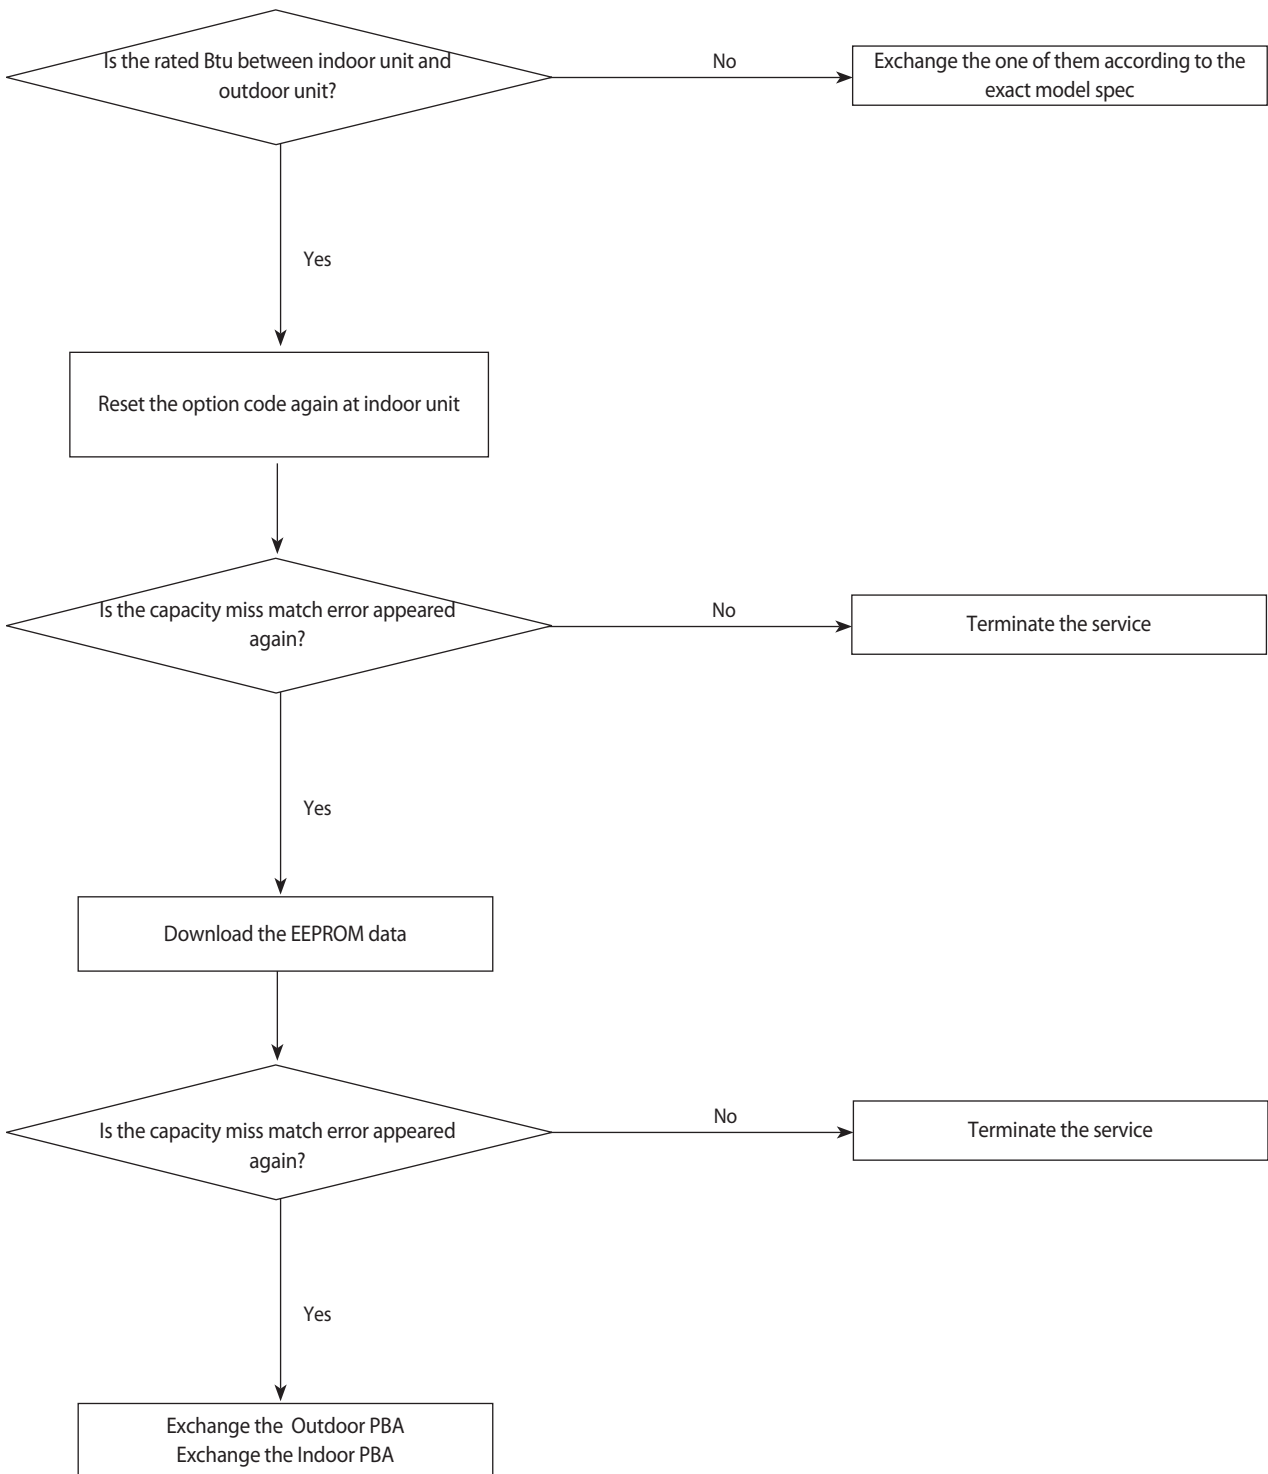 Is the rated Btu between indoor unit and
outdoor unit?
No
Exchange the one of them according to the
exact model spec
Yes
Reset the option code again at indoor unit
Is the capacity miss match error appeared
again?
No
Terminate the service
Yes
Download the EEPROM data
Is the capacity miss match error appeared
again?
No
Terminate the service
Yes
Exchange the Outdoor PBA
Exchange the Indoor PBA